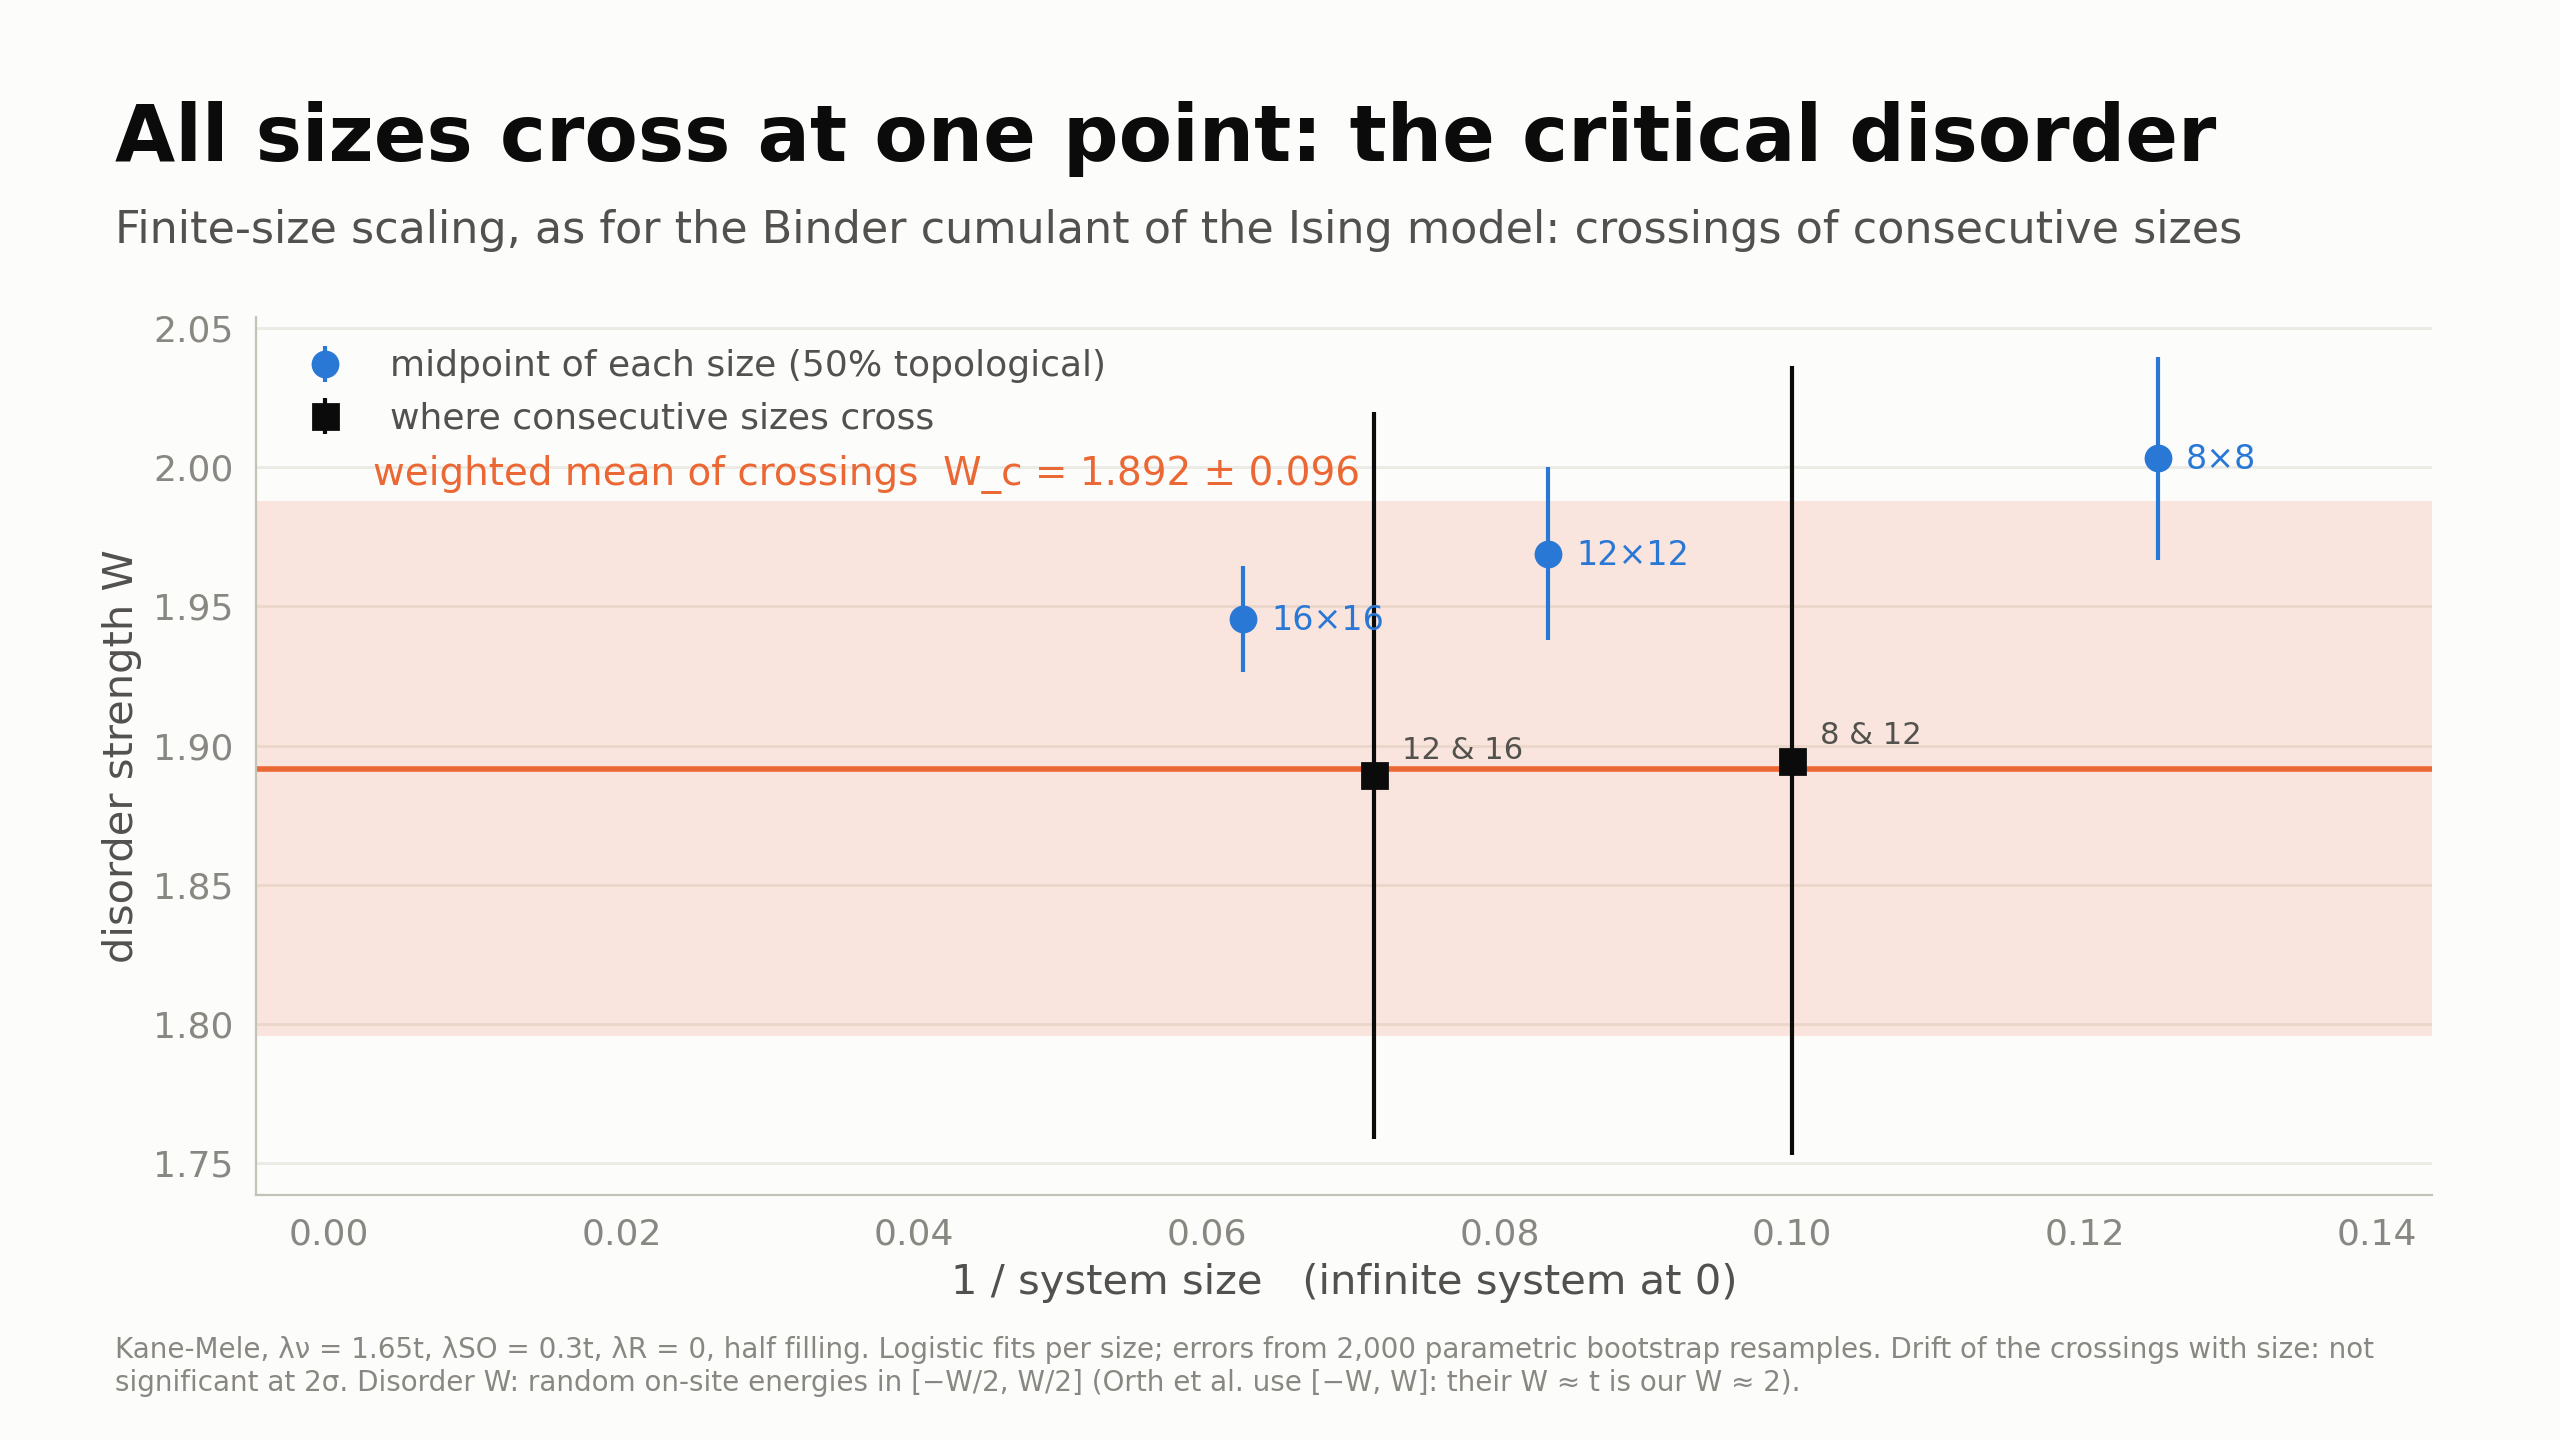 All sizes cross at one point: the critical disorder
Finite-size scaling, as for the Binder cumulant of the Ising model: crossings of consecutive sizes
2.05
midpoint of each size (50% topological)
where consecutive sizes cross
2.00
weighted mean of crossings  W_c = 1.892 ± 0.096
8×8
12×12
1.95
16×16
disorder strength W
8 & 12
12 & 16
1.90
1.85
1.80
1.75
0.00 0.02 0.04 0.06 0.08 0.10 0.12 0.14
1 / system size   (infinite system at 0)
Kane-Mele, λν = 1.65t, λSO = 0.3t, λR = 0, half filling. Logistic fits per size; errors from 2,000 parametric bootstrap resamples. Drift of the crossings with size: not
significant at 2σ. Disorder W: random on-site energies in [−W/2, W/2] (Orth et al. use [−W, W]: their W ≈ t is our W ≈ 2).